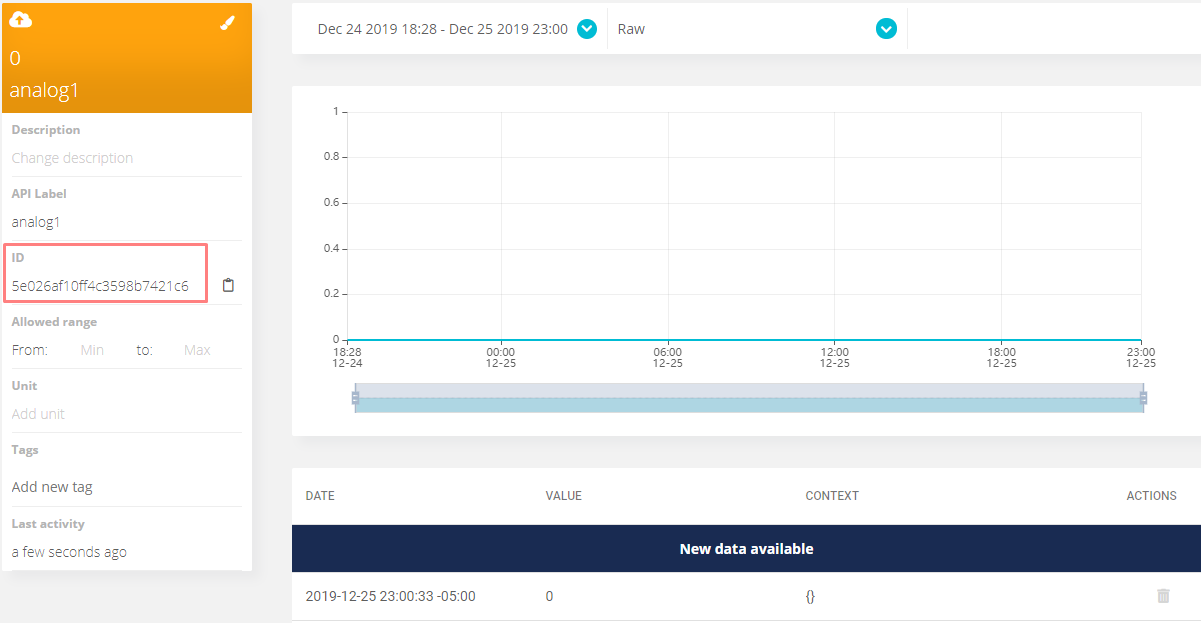 0
analog1
Description
Change description
API Label
analog1
ID
5e026af10ff4c3598b7421c6
Allowed range
From: Min to: Max
Unit
Add unit
Tags
Add new tag
Last activity
a few seconds ago
Dec 24 2019 18:28 - Dec 25 2019 23:00 Raw
1
0.8
0.6
0.4
0.2
0
18:28 00:00 06:00 12:00 18:00 23:00
12-24 12-25 12-25 12-25 12-25 12-25
DATE VALUE CONTEXT ACTIONS
New data available
2019-12-25 23:00:33 -05:00 0 {}